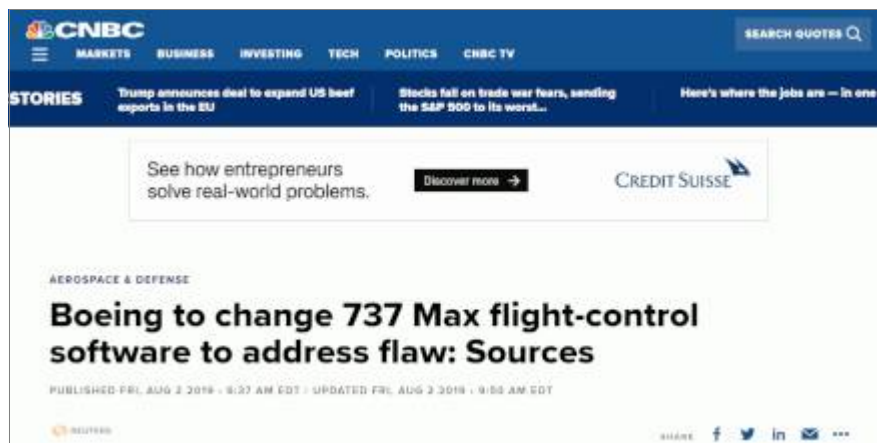 CNBC
SEARCH QUOTES
MARKETS BUSINESS INVESTING TECH POLITICS CNBC TV
STORIES
Trump announces deal to expand US beef
exports in the EU
Stocks fall on trade war fears, sending
the S&P 500 to its worst...
Here's where the jobs are — in one
See how entrepreneurs
solve real-world problems.
Discover more →
CREDIT SUISSE
AEROSPACE & DEFENSE
Boeing to change 737 Max flight-control
software to address flaw: Sources
PUBLISHED FRI, AUG 2 2019 • 9:37 AM EDT | UPDATED FRI, AUG 2 2019 • 9:50 AM EDT
REUTERS
SHARE